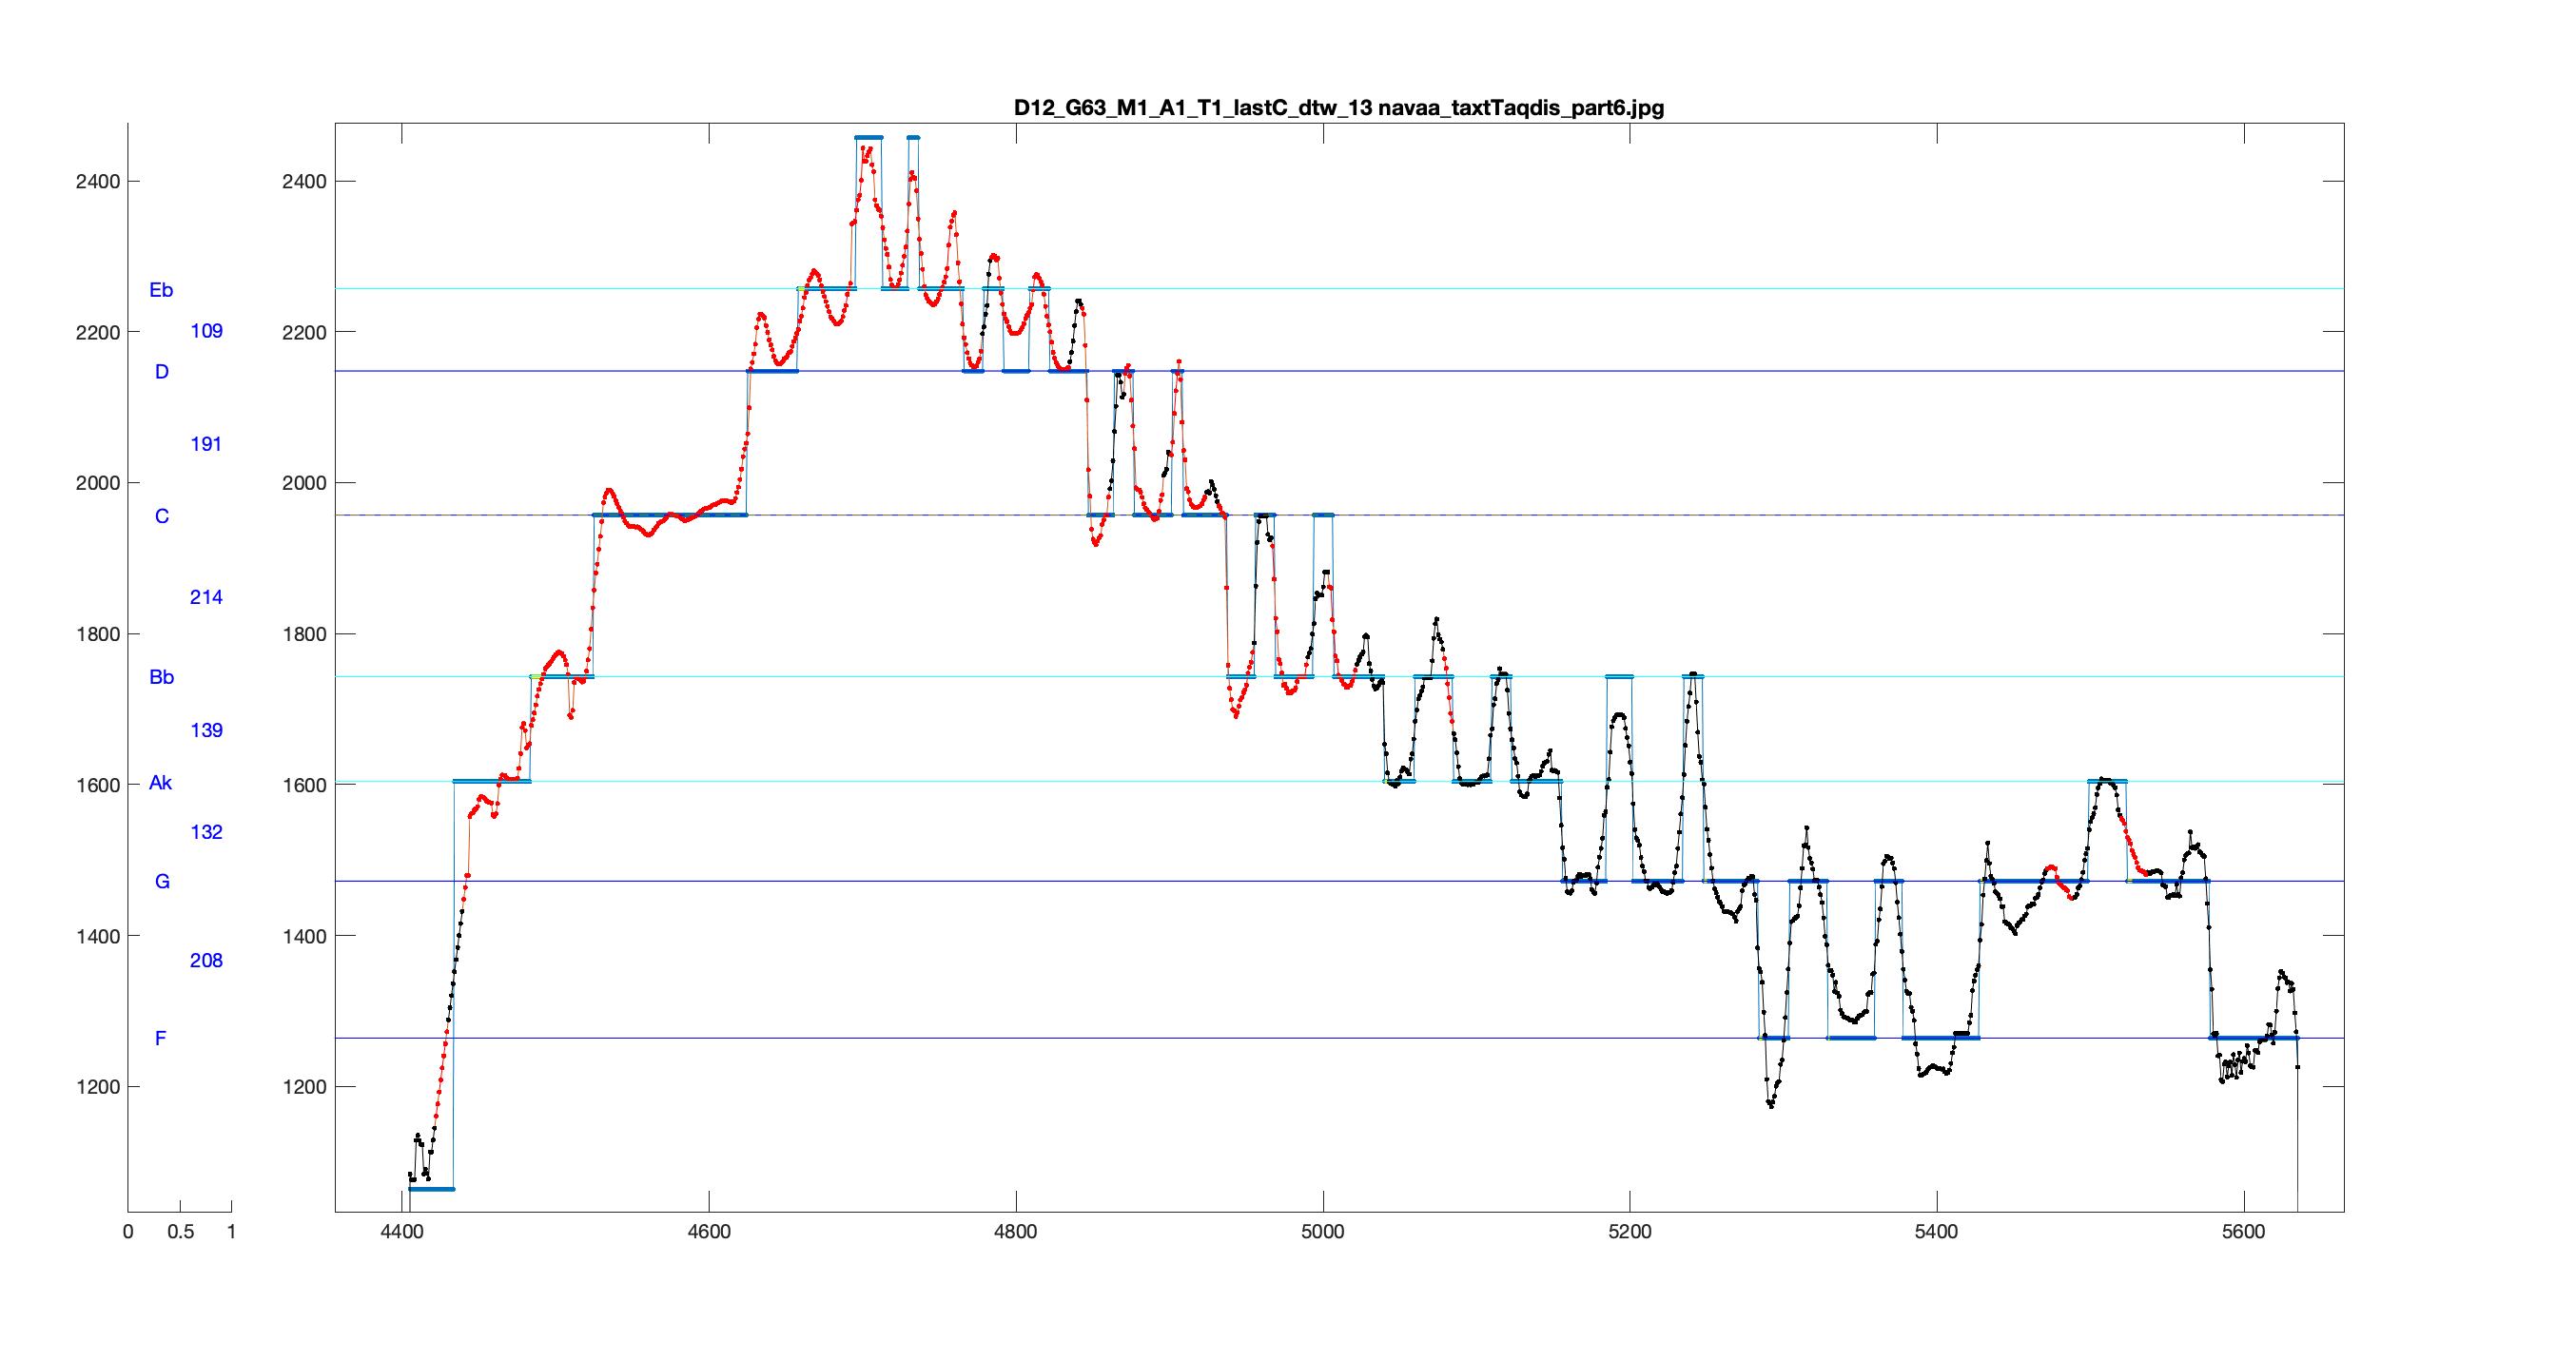 D12_G63_M1_A1_T1_lastC_dtw_13 navaa_taxtTaqdis_part6.jpg
2400 2400
Eb
109
2200 2200
D
191
2000 2000
C
214
1800 1800
Bb
139
1600 Ak 1600
132
G
1400 1400
208
F
1200 1200
0 0.5 1 4400 4600 4800 5000 5200 5400 5600